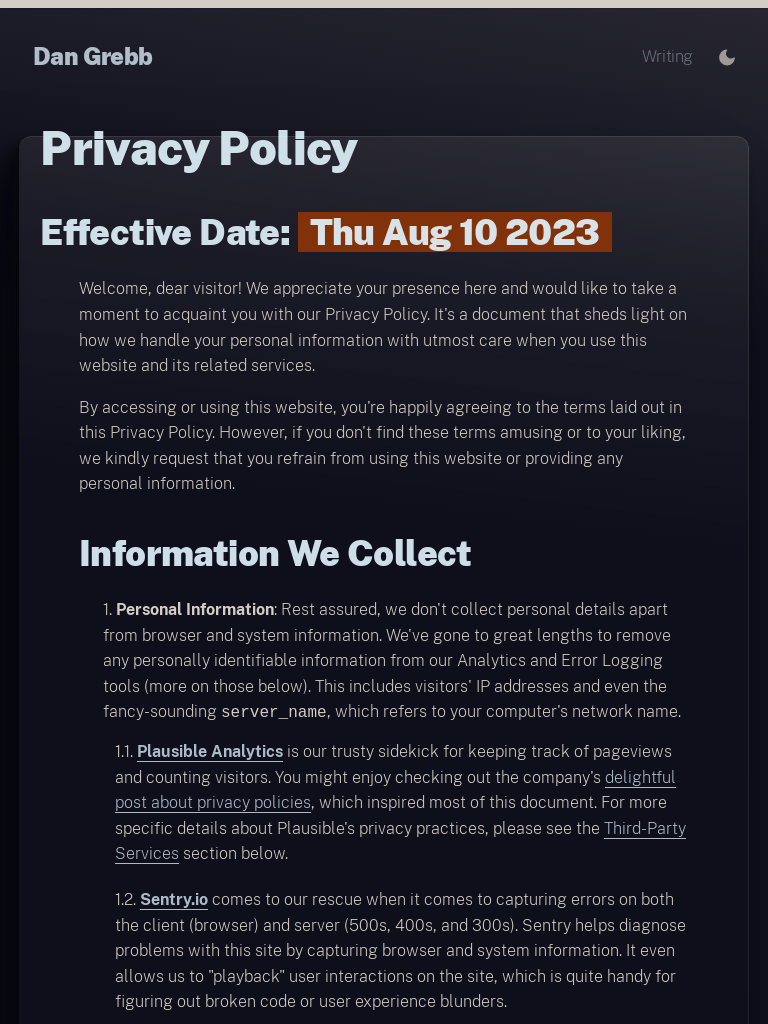 Dan Grebb
Writing
Privacy Policy
Effective Date: Thu Aug 10 2023
Welcome, dear visitor! We appreciate your presence here and would like to take a
moment to acquaint you with our Privacy Policy. It's a document that sheds light on
how we handle your personal information with utmost care when you use this
website and its related services.
By accessing or using this website, you're happily agreeing to the terms laid out in
this Privacy Policy. However, if you don't find these terms amusing or to your liking,
we kindly request that you refrain from using this website or providing any
personal information.
Information We Collect
1. Personal Information: Rest assured, we don't collect personal details apart
from browser and system information. We've gone to great lengths to remove
any personally identifiable information from our Analytics and Error Logging
tools (more on those below). This includes visitors' IP addresses and even the
fancy-sounding server_name, which refers to your computer's network name.
1.1. Plausible Analytics is our trusty sidekick for keeping track of pageviews
and counting visitors. You might enjoy checking out the company's delightful
post about privacy policies, which inspired most of this document. For more
specific details about Plausible's privacy practices, please see the Third-Party
Services section below.
1.2. Sentry.io comes to our rescue when it comes to capturing errors on both
the client (browser) and server (500s, 400s, and 300s). Sentry helps diagnose
problems with this site by capturing browser and system information. It even
allows us to "playback" user interactions on the site, which is quite handy for
figuring out broken code or user experience blunders.